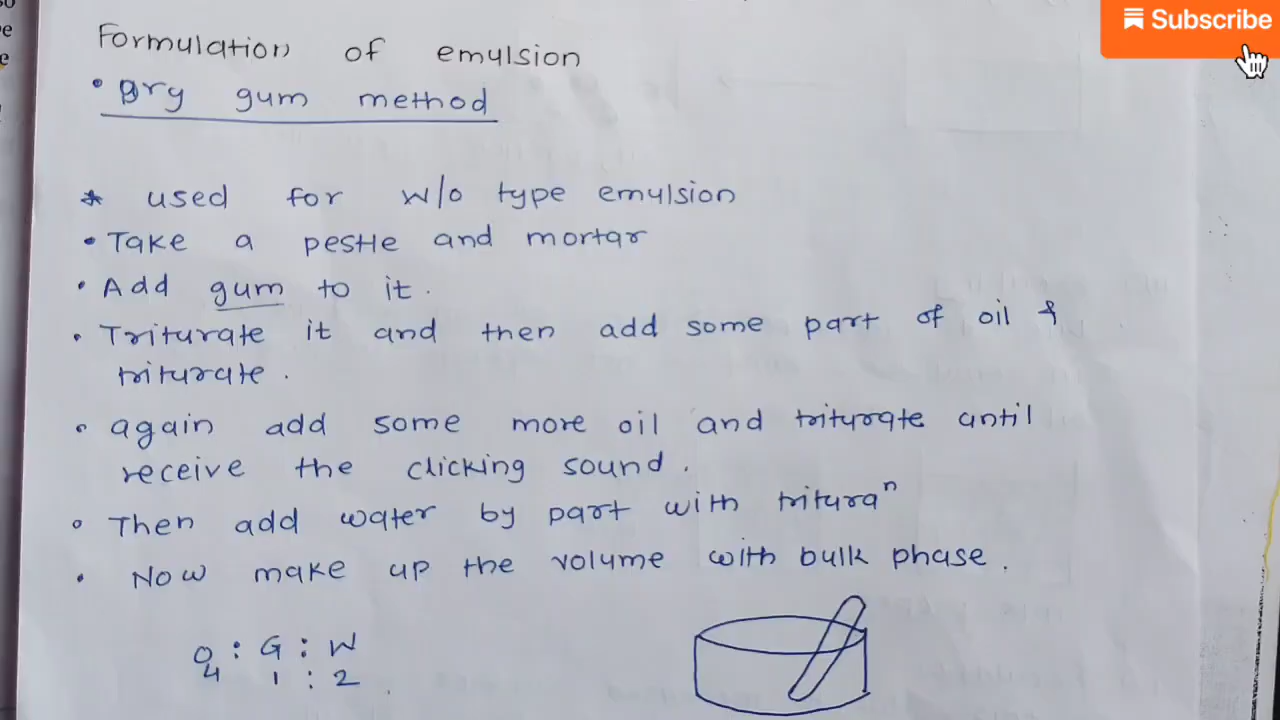 Subscribe
Formulation of emulsion
• Dry gum method
* used for w/o type emulsion
• Take a pestle and mortar
• Add gum to it.
• Triturate it and then add some part of oil &
triturate.
• again add some more oil and triturate until
receive the clicking sound.
• Then add water by part with trituraⁿ
• Now make up the volume with bulk phase.
O : G : W
4 1 : 2